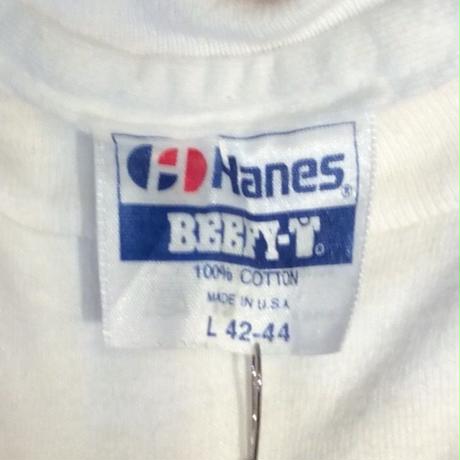 Hanes®
BEEFY-T®
100% COTTON
MADE IN U.S.A
L 42-44